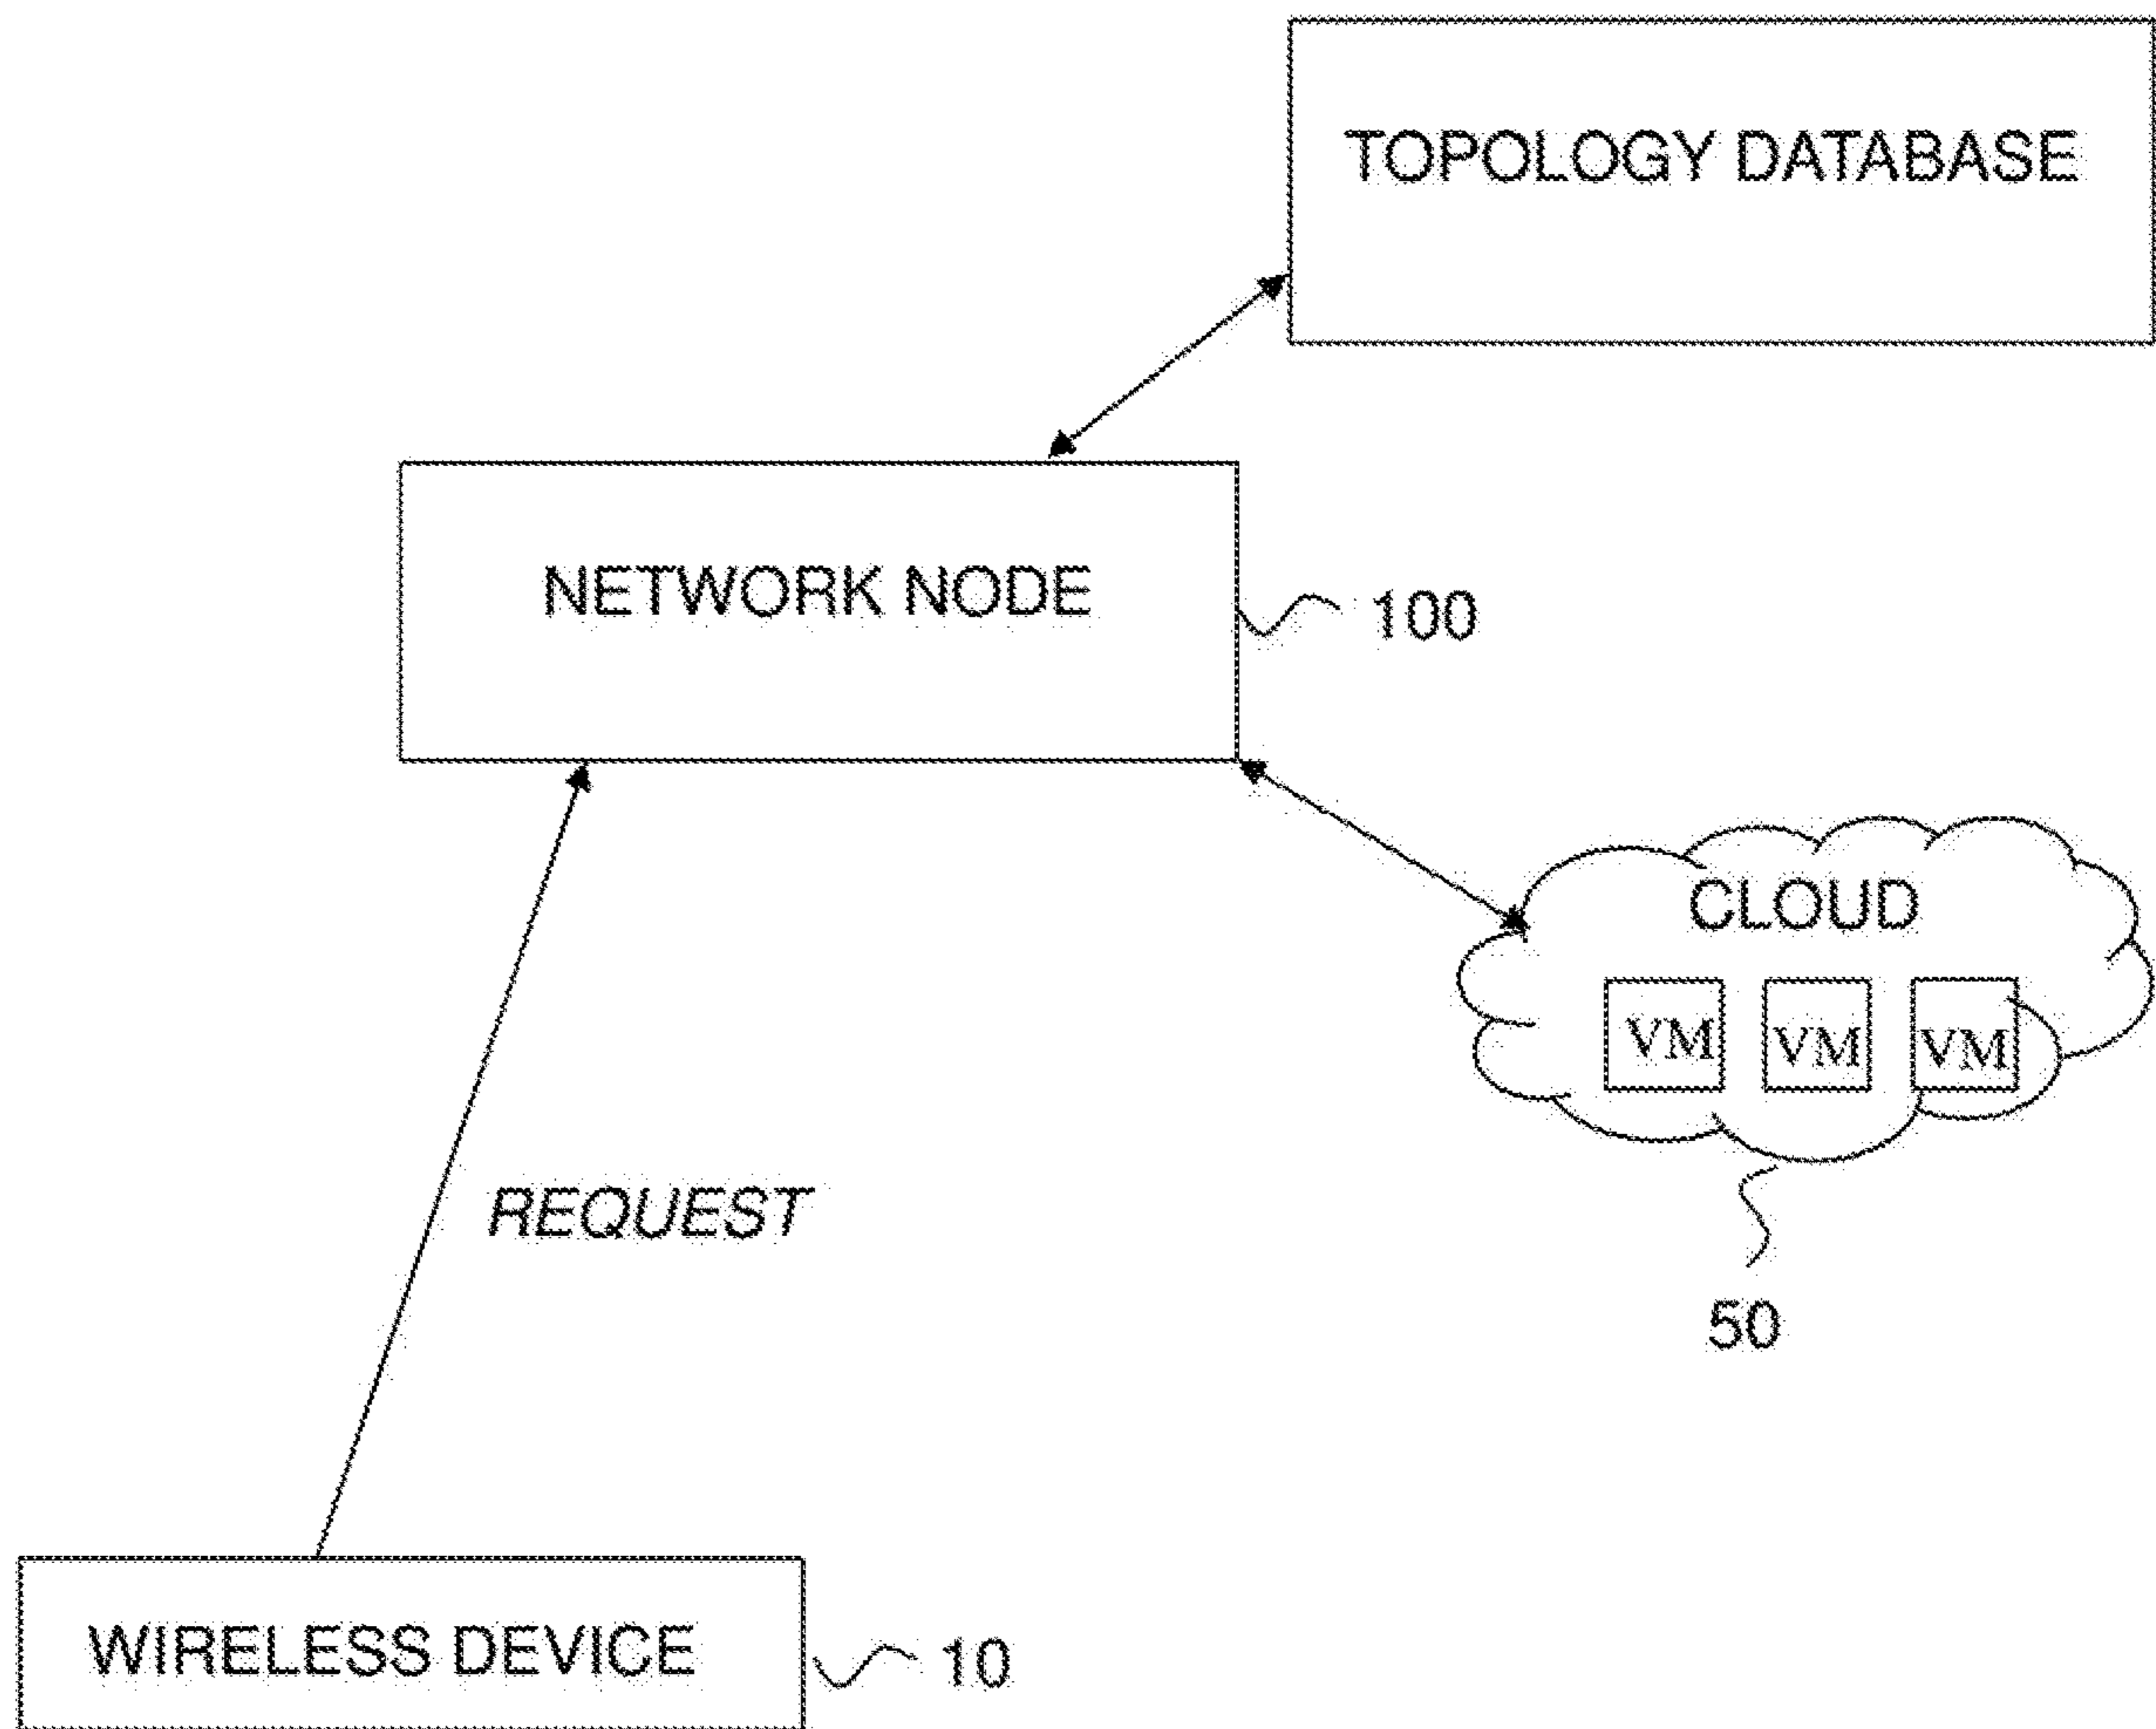 TOPOLOGY DATABASE
NETWORK NODE
100
CLOUD
VM VM VM
REQUEST
50
WIRELESS DEVICE
10